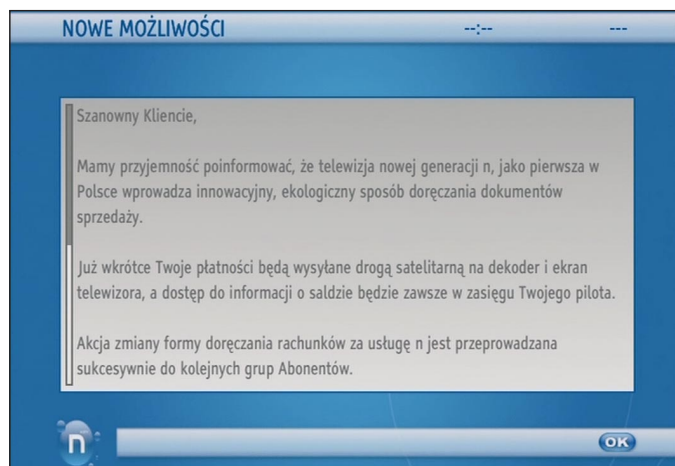 NOWE MOŻLIWOŚCI --:-- ---
Szanowny Kliencie,
Mamy przyjemność poinformować, że telewizja nowej generacji n, jako pierwsza w
Polsce wprowadza innowacyjny, ekologiczny sposób doręczania dokumentów
sprzedaży.
Już wkrótce Twoje płatności będą wysyłane drogą satelitarną na dekoder i ekran
telewizora, a dostęp do informacji o saldzie będzie zawsze w zasięgu Twojego pilota.
Akcja zmiany formy doręczania rachunków za usługę n jest przeprowadzana
sukcesywnie do kolejnych grup Abonentów.
n
OK